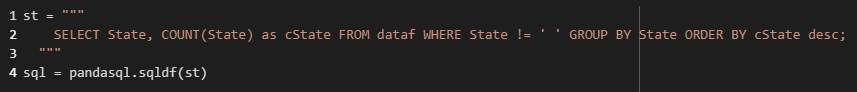 1 st = """
2     SELECT State, COUNT(State) as cState FROM dataf WHERE State != ' ' GROUP BY State ORDER BY cState desc;
3   """
4 sql = pandasql.sqldf(st)